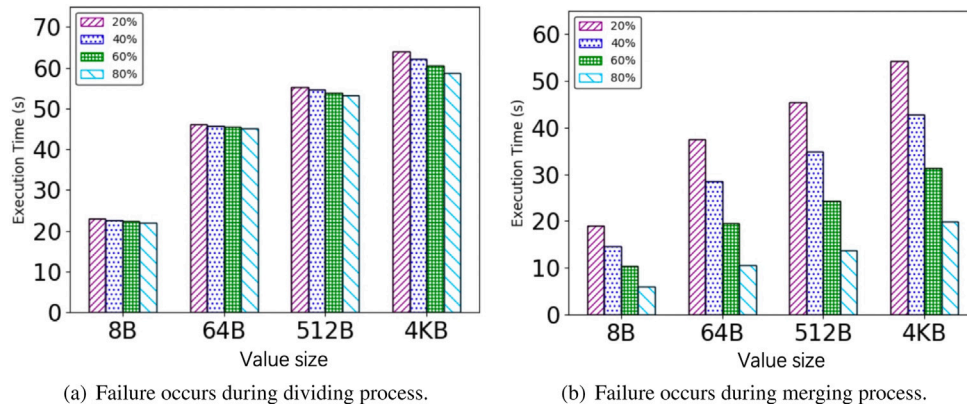 70
60
50
40
30
20
10
0
Execution Time (s)
20%
40%
60%
80%
8B 64B 512B 4KB
Value size
(a) Failure occurs during dividing process.
60
50
40
30
20
10
0
Execution Time (s)
20%
40%
60%
80%
8B 64B 512B 4KB
Value size
(b) Failure occurs during merging process.